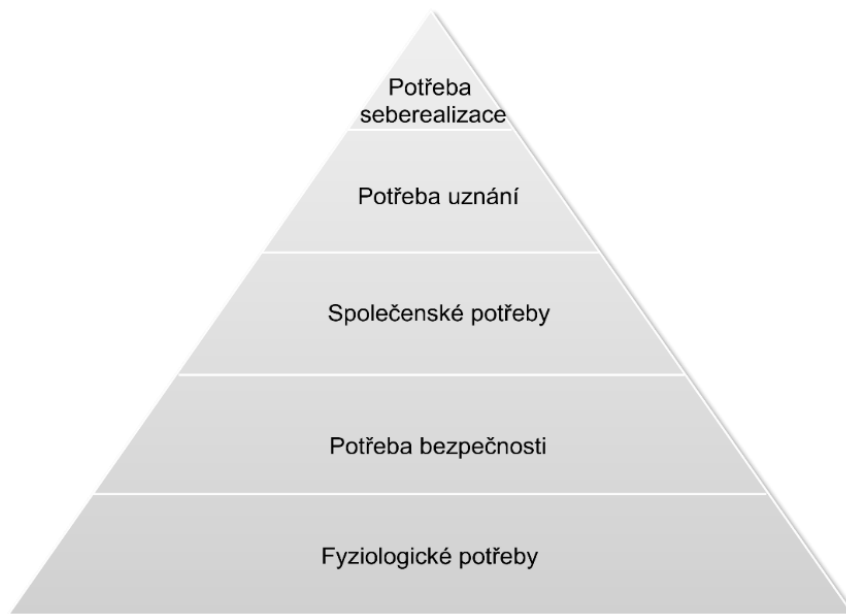 Potřeba
seberealizace
Potřeba uznání
Společenské potřeby
Potřeba bezpečnosti
Fyziologické potřeby